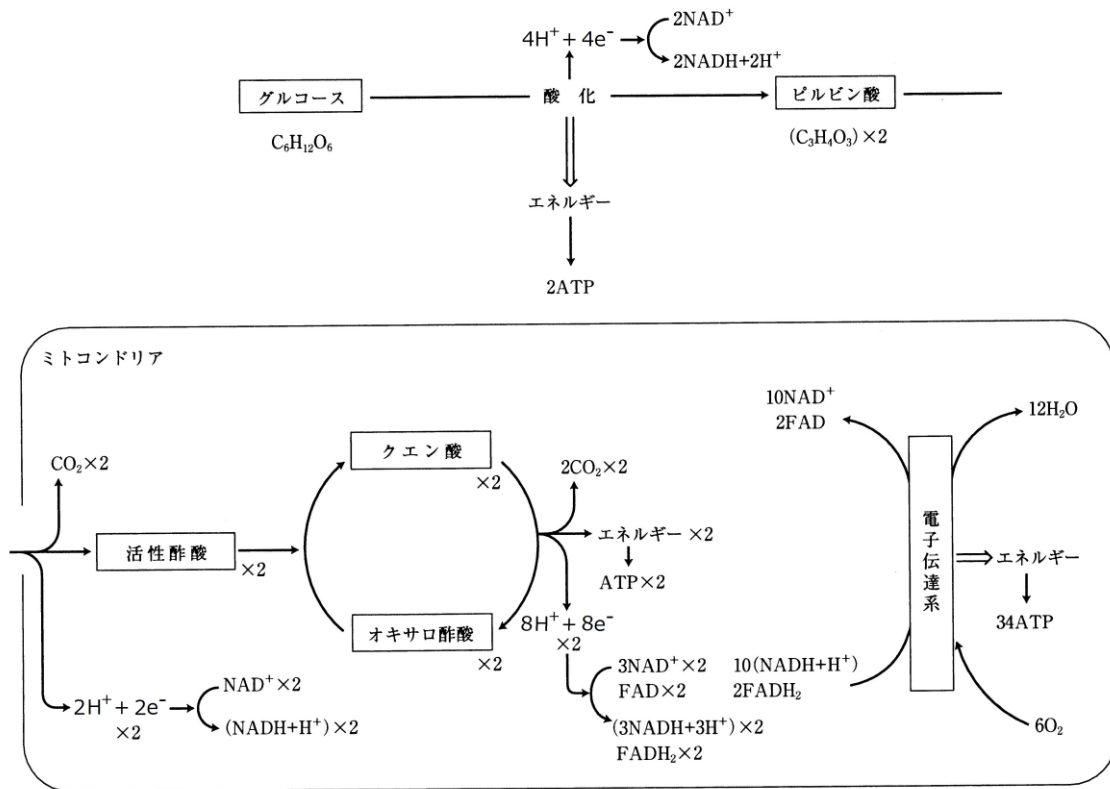 2NAD⁺
4H⁺ + 4e⁻
2NADH+2H⁺
グルコース
酸 化
ピルビン酸
C₆H₁₂O₆
(C₃H₄O₃)×2
エネルギー
2ATP
ミトコンドリア
CO₂×2
活性酢酸
×2
クエン酸
×2
オキサロ酢酸
×2
2CO₂×2
エネルギー ×2
ATP×2
8H⁺ + 8e⁻
×2
2H⁺ + 2e⁻
×2
NAD⁺×2
(NADH+H⁺)×2
3NAD⁺×2
FAD×2
(3NADH+3H⁺)×2
FADH₂×2
10NAD⁺
2FAD
10(NADH+H⁺)
2FADH₂
電子伝達系
12H₂O
エネルギー
34ATP
6O₂